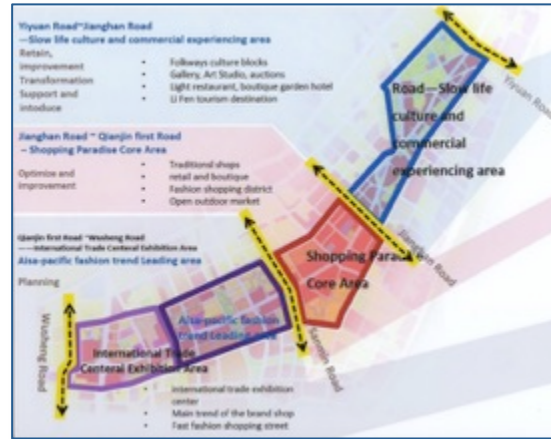 Yiyuan Road~Jianghan Road
—Slow life culture and commercial experiencing area
Retain,
improvement
Transformation
Support and
intoduce
• Folkways culture blocks
• Gallery, Art Studio, auctions
• Light restaurant, boutique garden hotel
• Li Fen tourism destination
Jianghan Road ~ Qianjin first Road
– Shopping Paradise Core Area
Optimize and
improvement
• Traditional shops
• retail and boutique
• Fashion shopping district
• Open outdoor market
Qianjin first Road ~Wusheng Road
——International Trade Centeral Exhibition Area
Aisa-pacific fashion trend Leading area
Planning
• international trade exhibition
center
• Main trend of the brand shop
• Fast fashion shopping street
Road—Slow life
culture and
commercial
experiencing area
Yiyuan Road
Jianghan Road
Shopping Parad
Core Area
Aisa-pacific fashion
trend Leading area
International Trade
Centeral Exhibition Area
Wusheng Road
Road